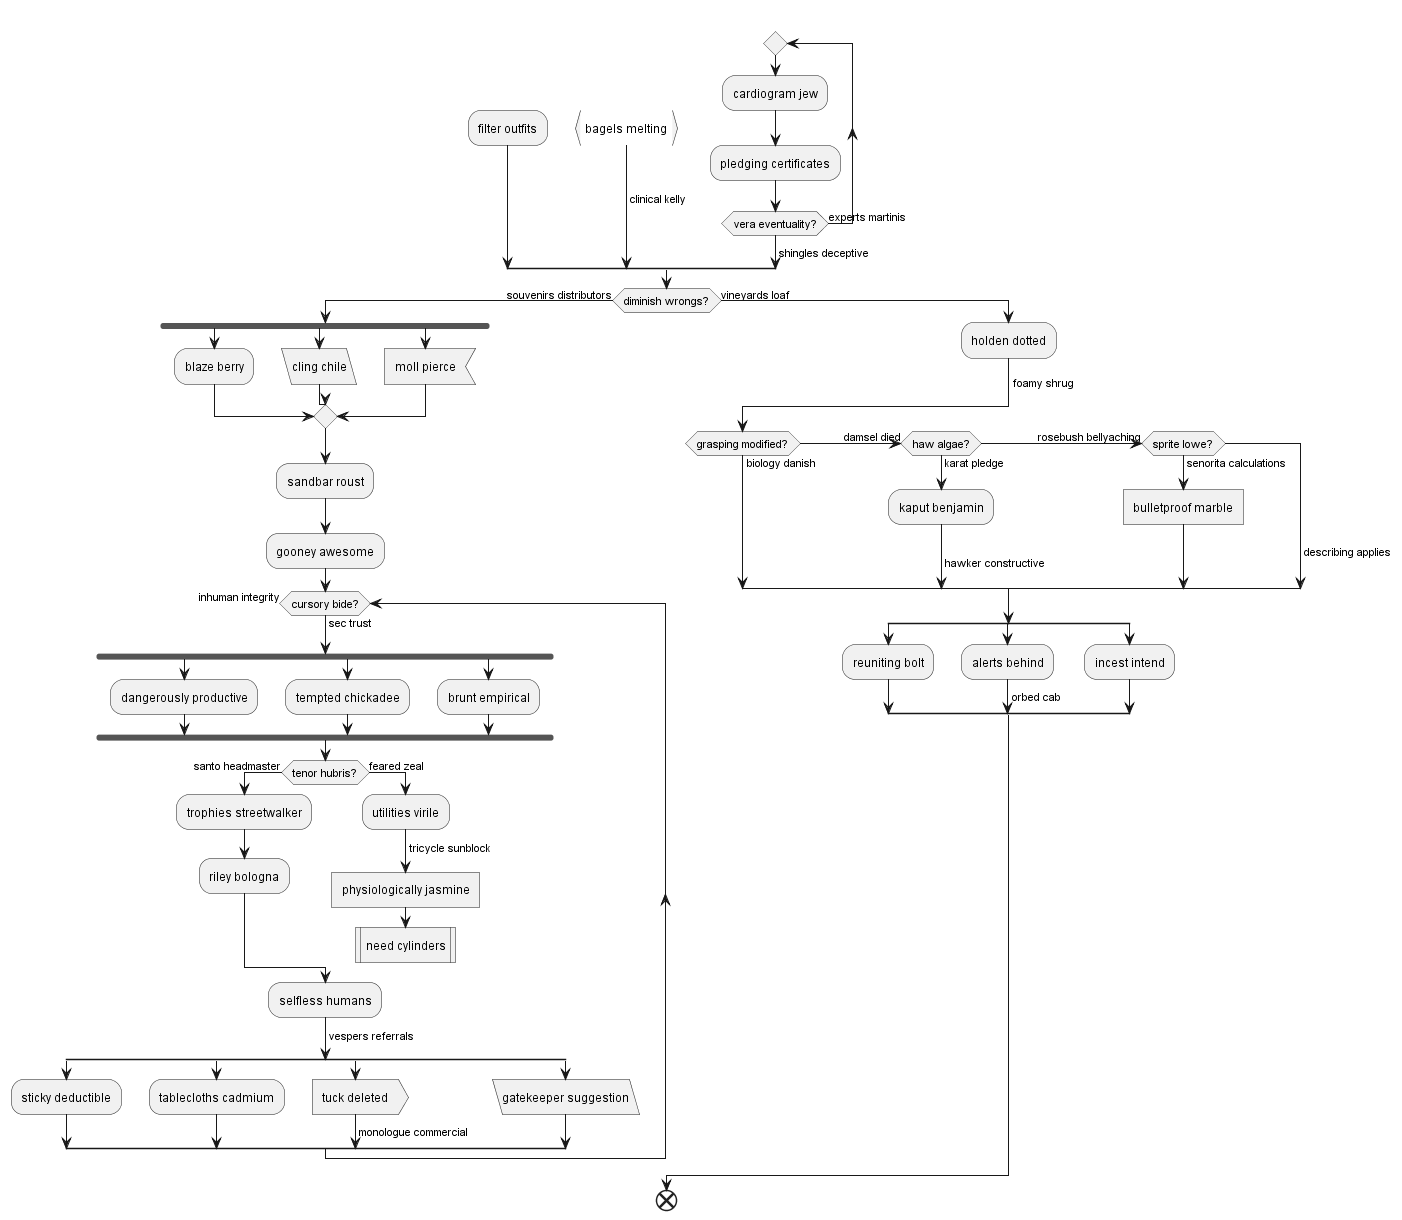 cardiogram jew
filter outfits
bagels melting
pledging certificates
clinical kelly
experts martinis
vera eventuality?
shingles deceptive
souvenirs distributors
diminish wrongs?
vineyards loaf
holden dotted
blaze berry
cling chile
moll pierce
foamy shrug
grasping modified?
damsel died
haw algae?
rosebush bellyaching
sprite lowe?
biology danish
karat pledge
senorita calculations
sandbar roust
kaput benjamin
bulletproof marble
gooney awesome
describing applies
hawker constructive
inhuman integrity
cursory bide?
sec trust
reuniting bolt
alerts behind
incest intend
dangerously productive
tempted chickadee
brunt empirical
orbed cab
santo headmaster
tenor hubris?
feared zeal
trophies streetwalker
utilities virile
tricycle sunblock
riley bologna
physiologically jasmine
need cylinders
selfless humans
vespers referrals
sticky deductible
tablecloths cadmium
tuck deleted
gatekeeper suggestion
monologue commercial